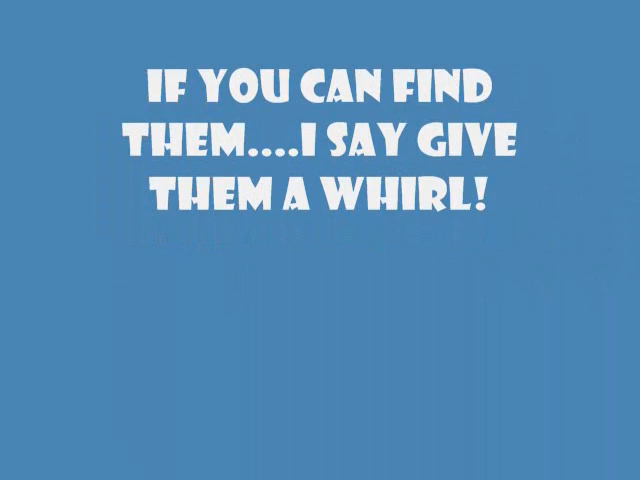 IF YOU CAN FIND
THEM....I SAY GIVE
THEM A WHIRL!